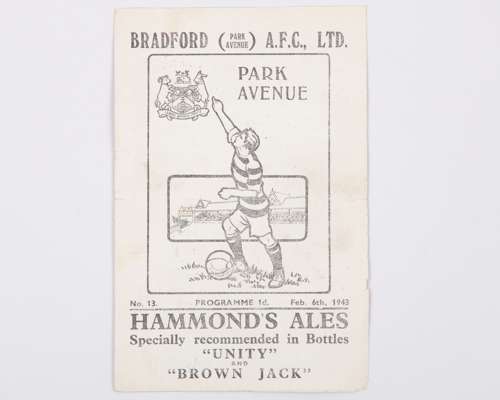 BRADFORD (PARK AVENUE) A.F.C., LTD.
PARK
AVENUE
No. 13. PROGRAMME 1d. Feb. 6th, 1943
HAMMOND'S ALES
Specially recommended in Bottles
"UNITY"
AND
"BROWN JACK"